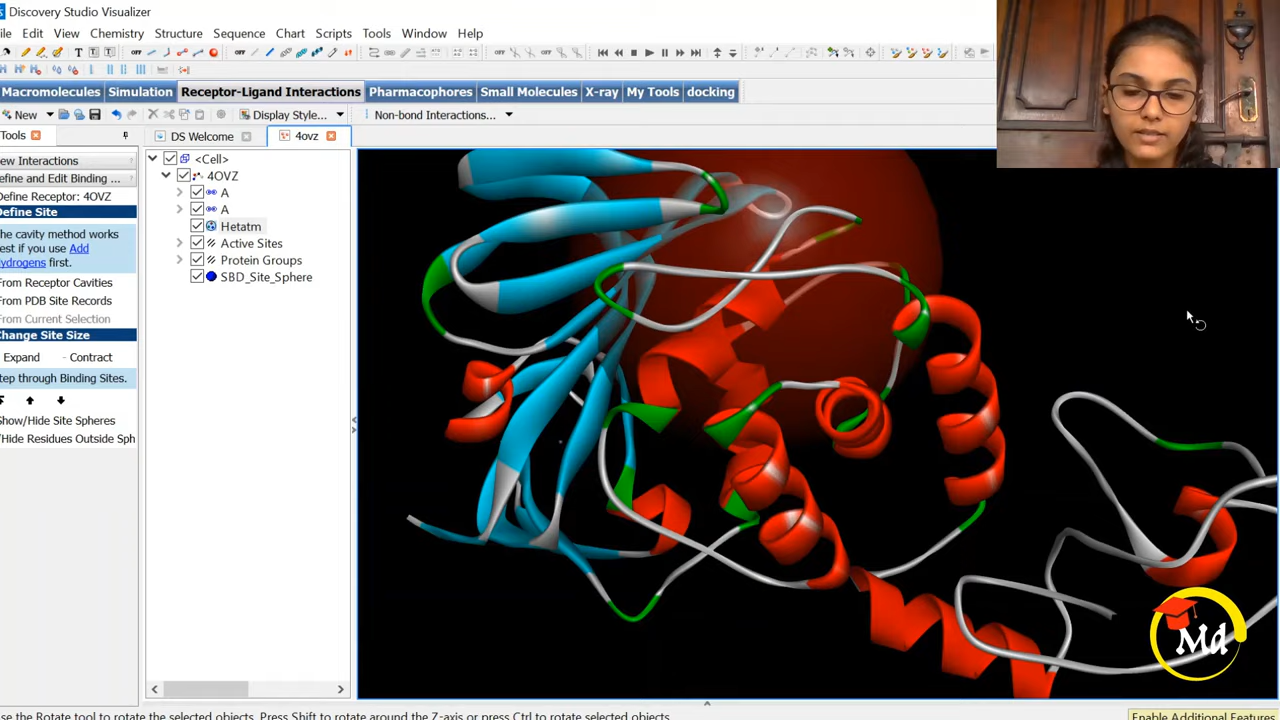 Discovery Studio Visualizer
ile Edit View Chemistry Structure Sequence Chart Scripts Tools Window Help
Macromolecules Simulation Receptor-Ligand Interactions Pharmacophores Small Molecules X-ray My Tools docking
New Display Style... Non-bond Interactions...
Tools DS Welcome 4ovz
ew Interactions
efine and Edit Binding ...
Define Receptor: 4OVZ
efine Site
he cavity method works
est if you use Add
ydrogens first.
rom Receptor Cavities
rom PDB Site Records
rom Current Selection
Change Site Size
Expand - Contract
tep through Binding Sites.
how/Hide Site Spheres
/Hide Residues Outside Sph
<Cell>
4OVZ
A
A
Hetatm
Active Sites
Protein Groups
SBD_Site_Sphere
Md
se the Rotate tool to rotate the selected objects. Press Shift to rotate around the Z-axis or press Ctrl to rotate selected objects.
Enable Additional Features